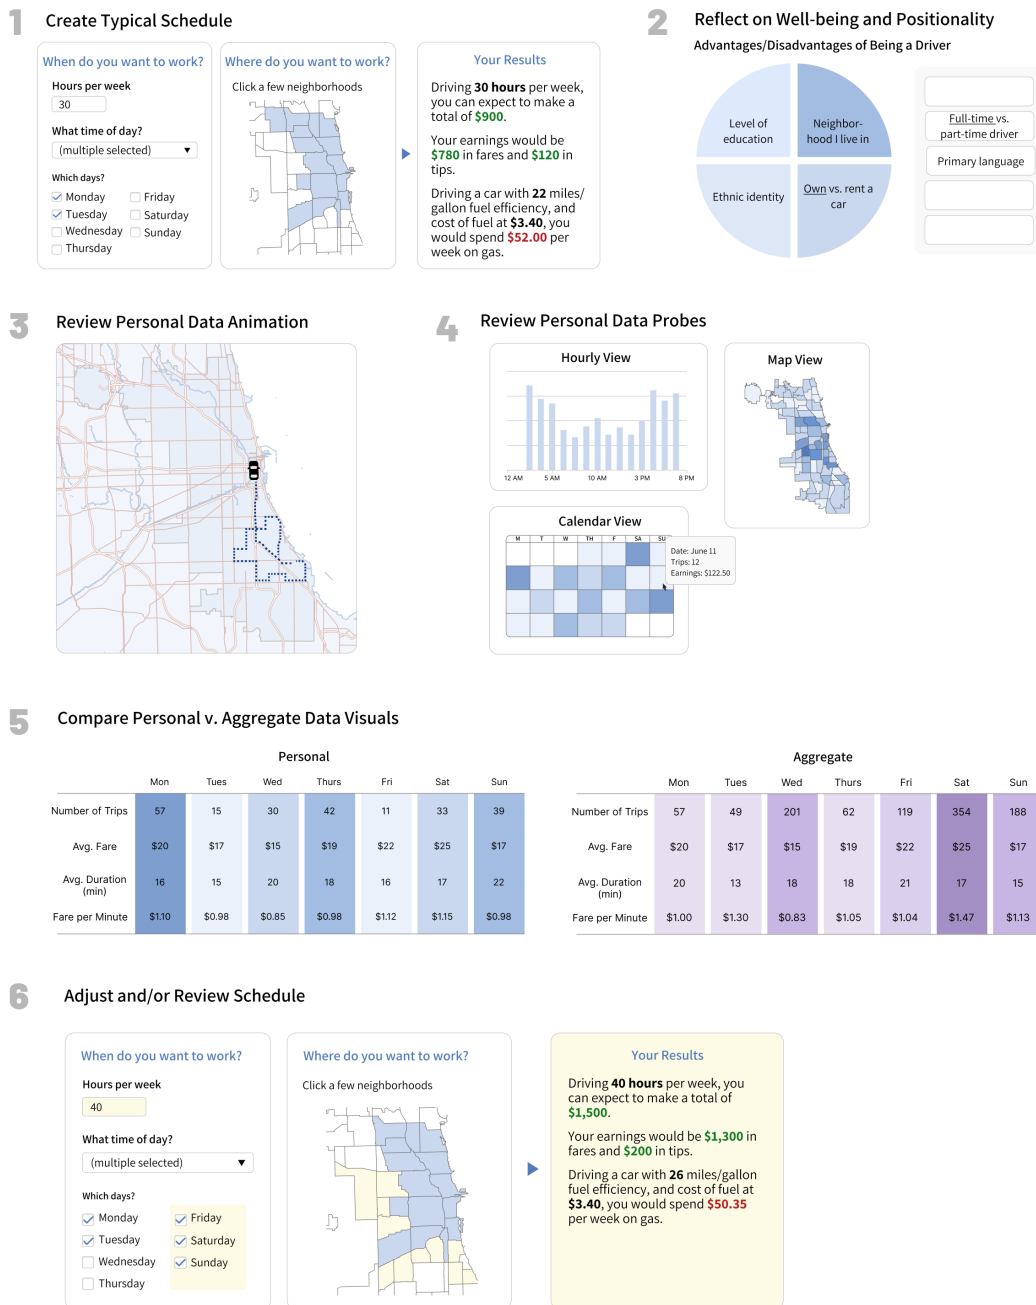 1
Create Typical Schedule
When do you want to work?
Hours per week
30
What time of day?
(multiple selected)
Which days?
Monday
Tuesday
Wednesday
Thursday
Friday
Saturday
Sunday
Where do you want to work?
Click a few neighborhoods
Your Results
Driving 30 hours per week,
you can expect to make a
total of $900.
Your earnings would be
$780 in fares and $120 in
tips.
Driving a car with 22 miles/
gallon fuel efficiency, and
cost of fuel at $3.40, you
would spend $52.00 per
week on gas.
2
Reflect on Well-being and Positionality
Advantages/Disadvantages of Being a Driver
Level of
education
Neighbor-
hood I live in
Ethnic identity
Own vs. rent a
car
Full-time vs.
part-time driver
Primary language
3
Review Personal Data Animation
4
Review Personal Data Probes
Hourly View
12 AM 5 AM 10 AM 3 PM 8 PM
Map View
Calendar View
M T W TH F SA SU
Date: June 11
Trips: 12
Earnings: $122.50
5
Compare Personal v. Aggregate Data Visuals
Personal
Mon Tues Wed Thurs Fri Sat Sun
Number of Trips 57 15 30 42 11 33 39
Avg. Fare $20 $17 $15 $19 $22 $25 $17
Avg. Duration
(min) 16 15 20 18 16 17 22
Fare per Minute $1.10 $0.98 $0.85 $0.98 $1.12 $1.15 $0.98
Aggregate
Mon Tues Wed Thurs Fri Sat Sun
Number of Trips 57 49 201 62 119 354 188
Avg. Fare $20 $17 $15 $19 $22 $25 $17
Avg. Duration
(min) 20 13 18 18 21 17 15
Fare per Minute $1.00 $1.30 $0.83 $1.05 $1.04 $1.47 $1.13
6
Adjust and/or Review Schedule
When do you want to work?
Hours per week
40
What time of day?
(multiple selected)
Which days?
Monday
Tuesday
Wednesday
Thursday
Friday
Saturday
Sunday
Where do you want to work?
Click a few neighborhoods
Your Results
Driving 40 hours per week, you
can expect to make a total of
$1,500.
Your earnings would be $1,300 in
fares and $200 in tips.
Driving a car with 26 miles/gallon
fuel efficiency, and cost of fuel at
$3.40, you would spend $50.35
per week on gas.